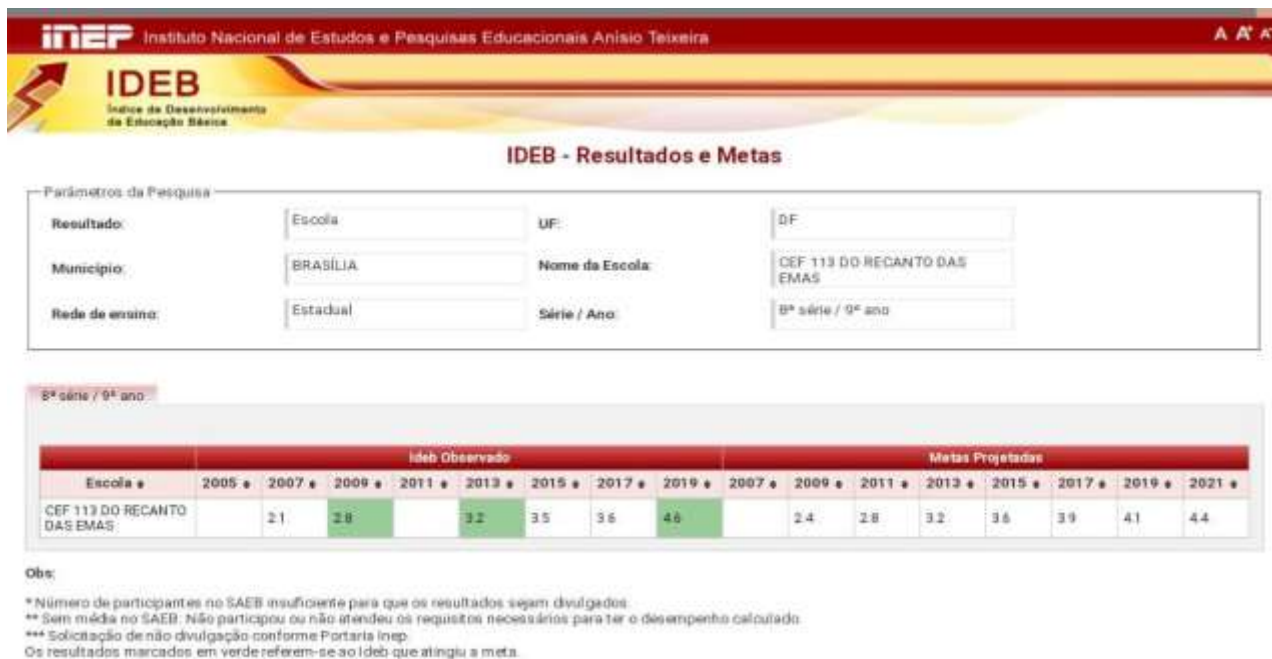 inep Instituto Nacional de Estudos e Pesquisas Educacionais Anísio Teixeira A A+ A-
IDEB
Índice de Desenvolvimento
da Educação Básica
IDEB - Resultados e Metas
Parâmetros da Pesquisa
Resultado: Escola UF: DF
Município: BRASÍLIA Nome da Escola: CEF 113 DO RECANTO DAS
EMAS
Rede de ensino: Estadual Série / Ano: 8ª série / 9º ano
8ª série / 9º ano
Ideb Observado Metas Projetadas
Escola 2005 2007 2009 2011 2013 2015 2017 2019 2007 2009 2011 2013 2015 2017 2019 2021
CEF 113 DO RECANTO
DAS EMAS 2.1 2.8 3.2 3.5 3.6 4.6 2.4 2.8 3.2 3.6 3.9 4.1 4.4
Obs:
* Número de participantes no SAEB insuficiente para que os resultados sejam divulgados.
** Sem média no SAEB: Não participou ou não atendeu os requisitos necessários para ter o desempenho calculado.
*** Solicitação de não divulgação conforme Portaria Inep.
Os resultados marcados em verde referem-se ao Ideb que atingiu a meta.